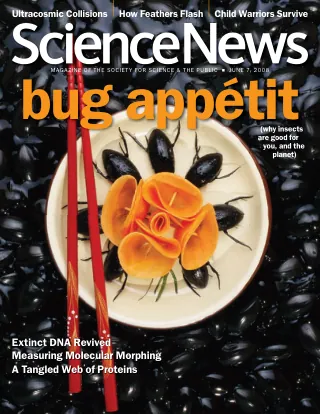 Ultracosmic Collisions How Feathers Flash Child Warriors Survive
ScienceNews
MAGAZINE OF THE SOCIETY FOR SCIENCE & THE PUBLIC ■ JUNE 7, 2008
bug appétit
(why insects
are good for
you, and the
planet)
Extinct DNA Revived
Measuring Molecular Morphing
A Tangled Web of Proteins